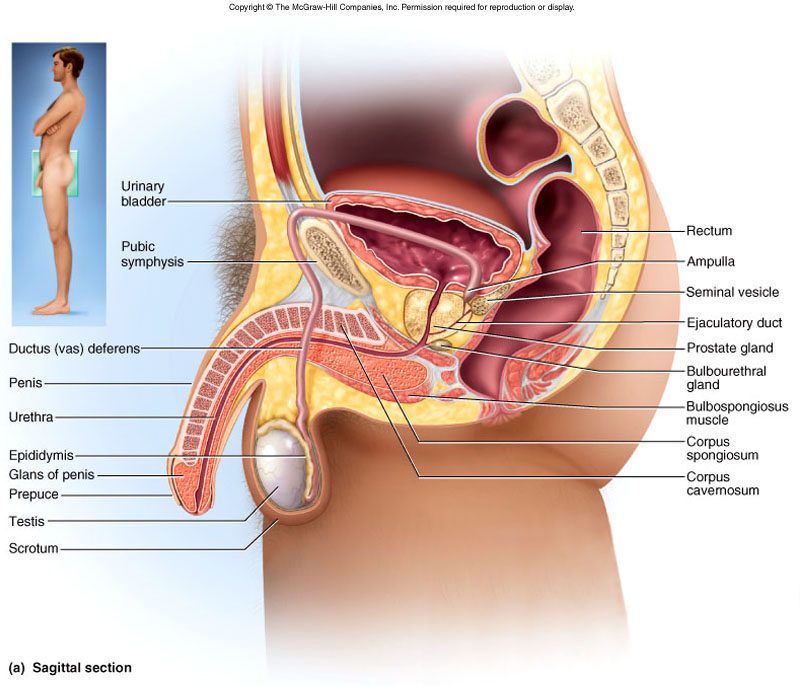 Copyright © The McGraw-Hill Companies, Inc. Permission required for reproduction or display.
Urinary
bladder
Pubic
symphysis
Ductus (vas) deferens
Penis
Urethra
Epididymis
Glans of penis
Prepuce
Testis
Scrotum
Rectum
Ampulla
Seminal vesicle
Ejaculatory duct
Prostate gland
Bulbourethral
gland
Bulbospongiosus
muscle
Corpus
spongiosum
Corpus
cavernosum
(a) Sagittal section